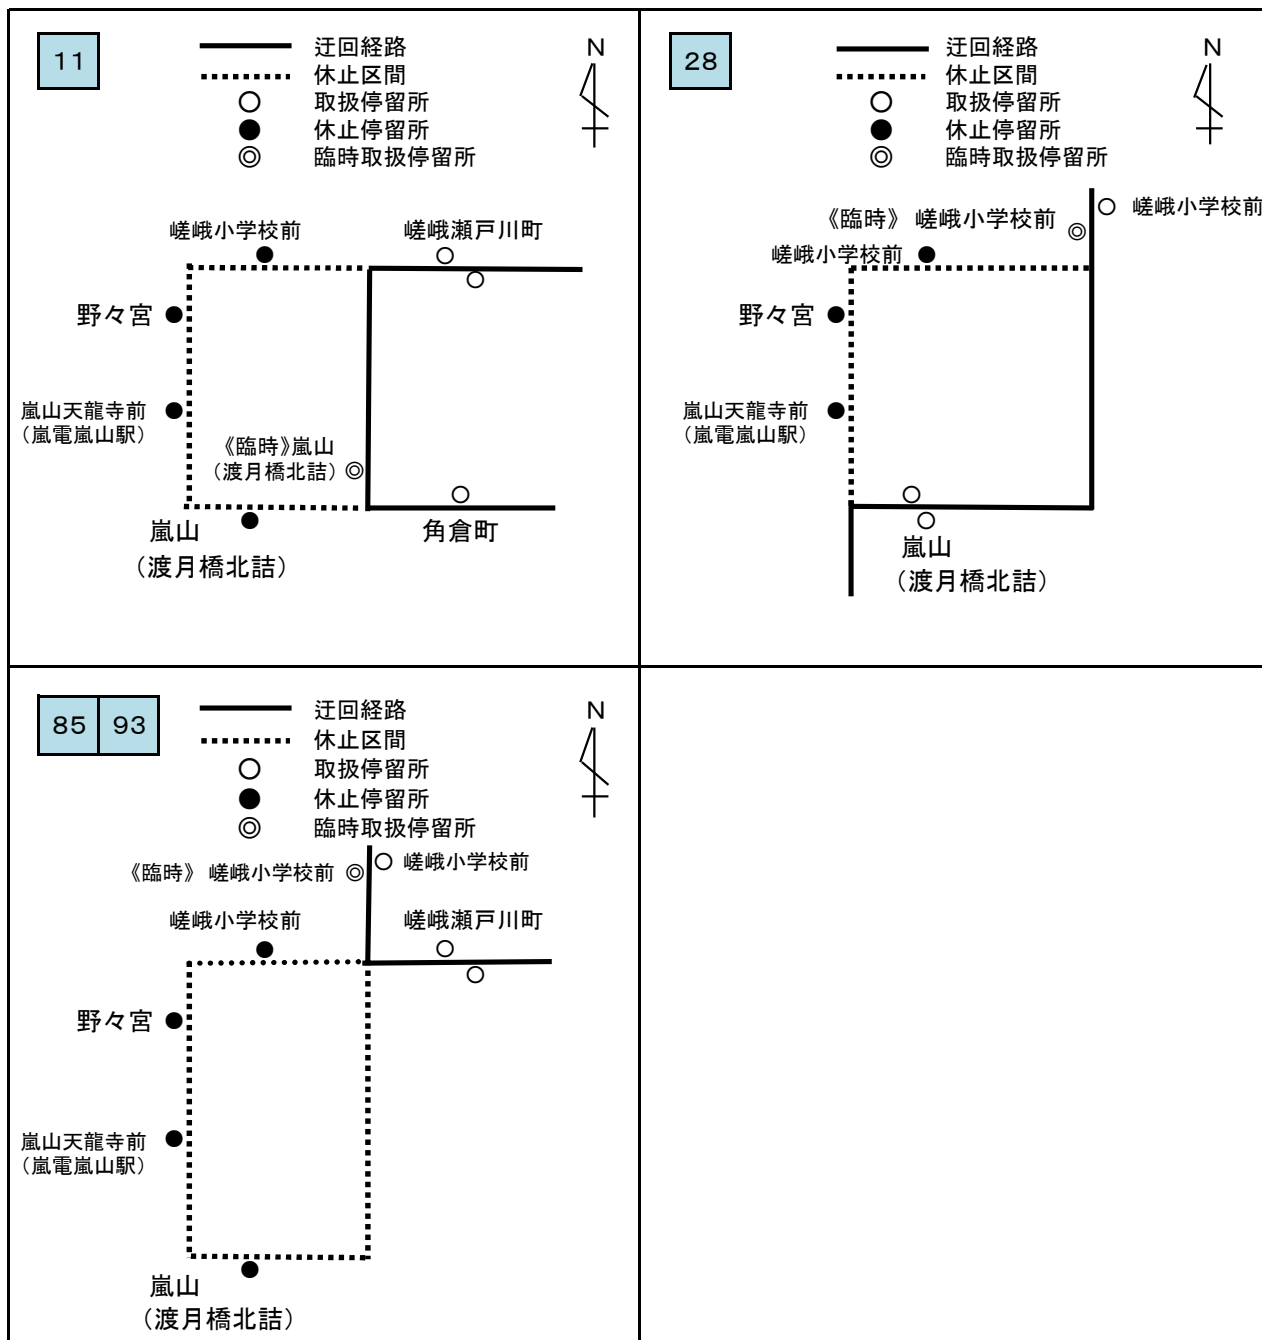 11
迂回経路
休止区間
取扱停留所
休止停留所
臨時取扱停留所
N
嵯峨小学校前
嵯峨瀬戸川町
野々宮
嵐山天龍寺前
(嵐電嵐山駅)
《臨時》嵐山
(渡月橋北詰)
嵐山
(渡月橋北詰)
角倉町
28
迂回経路
休止区間
取扱停留所
休止停留所
臨時取扱停留所
N
《臨時》 嵯峨小学校前
嵯峨小学校前
嵯峨小学校前
野々宮
嵐山天龍寺前
(嵐電嵐山駅)
嵐山
(渡月橋北詰)
85 93
迂回経路
休止区間
取扱停留所
休止停留所
臨時取扱停留所
N
《臨時》 嵯峨小学校前
嵯峨小学校前
嵯峨小学校前
嵯峨瀬戸川町
野々宮
嵐山天龍寺前
(嵐電嵐山駅)
嵐山
(渡月橋北詰)